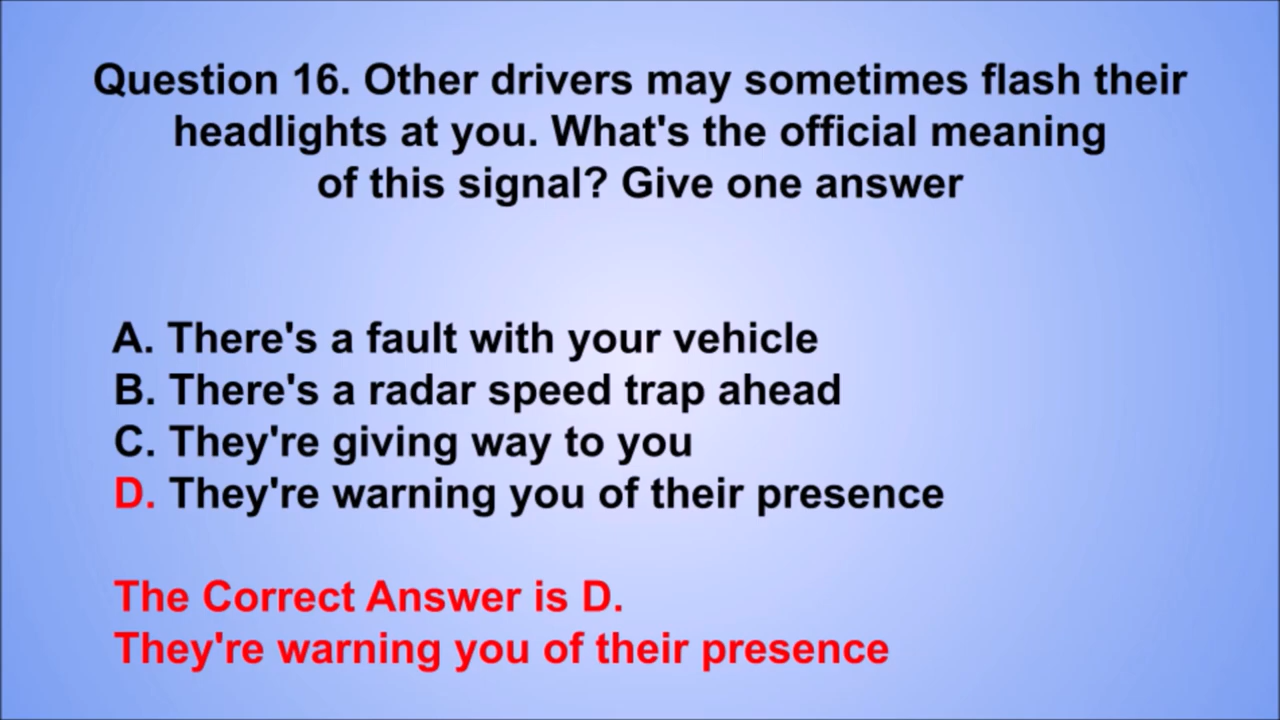 Question 16. Other drivers may sometimes flash their
headlights at you. What's the official meaning
of this signal? Give one answer
A. There's a fault with your vehicle
B. There's a radar speed trap ahead
C. They're giving way to you
D. They're warning you of their presence
The Correct Answer is D.
They're warning you of their presence